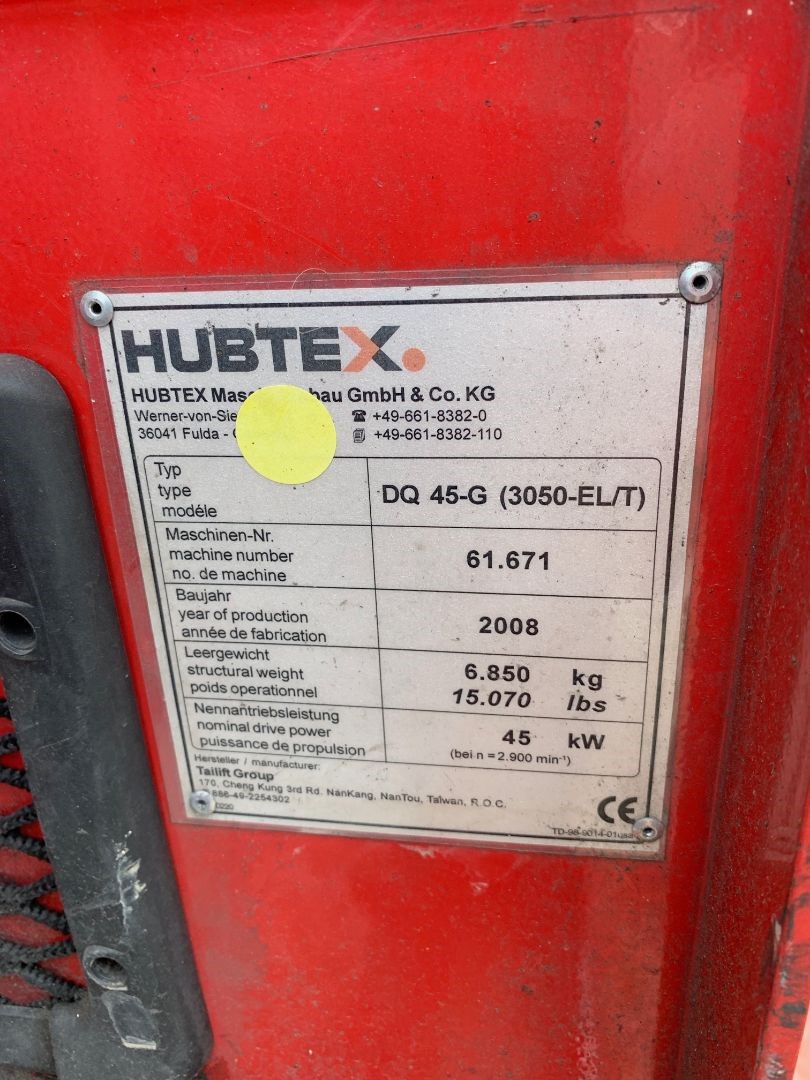 HUBTEX
HUBTEX bau GmbH & Co. KG
Werner-von- ☎ +49-661-8382-0
36041 Fulda - +49-661-8382-110
Typ
type
modéle
DQ 45-G (3050-EL/T)
Maschinen-Nr.
machine number
no. de machine
61.671
Baujahr
year of production
année de fabrication
2008
Leergewicht
structural weight
poids operationnel
6.850 kg
15.070 lbs
Nennantriebsleistung
nominal drive power
puissance de propulsion
45 kW
(bei n = 2.900 min-¹)
Hersteller / manufacturer:
Tailift Group
170, Cheng Kung 3rd Rd. NanKang, NanTou, Taiwan, R.O.C.
886-49-2254302
0220
CE